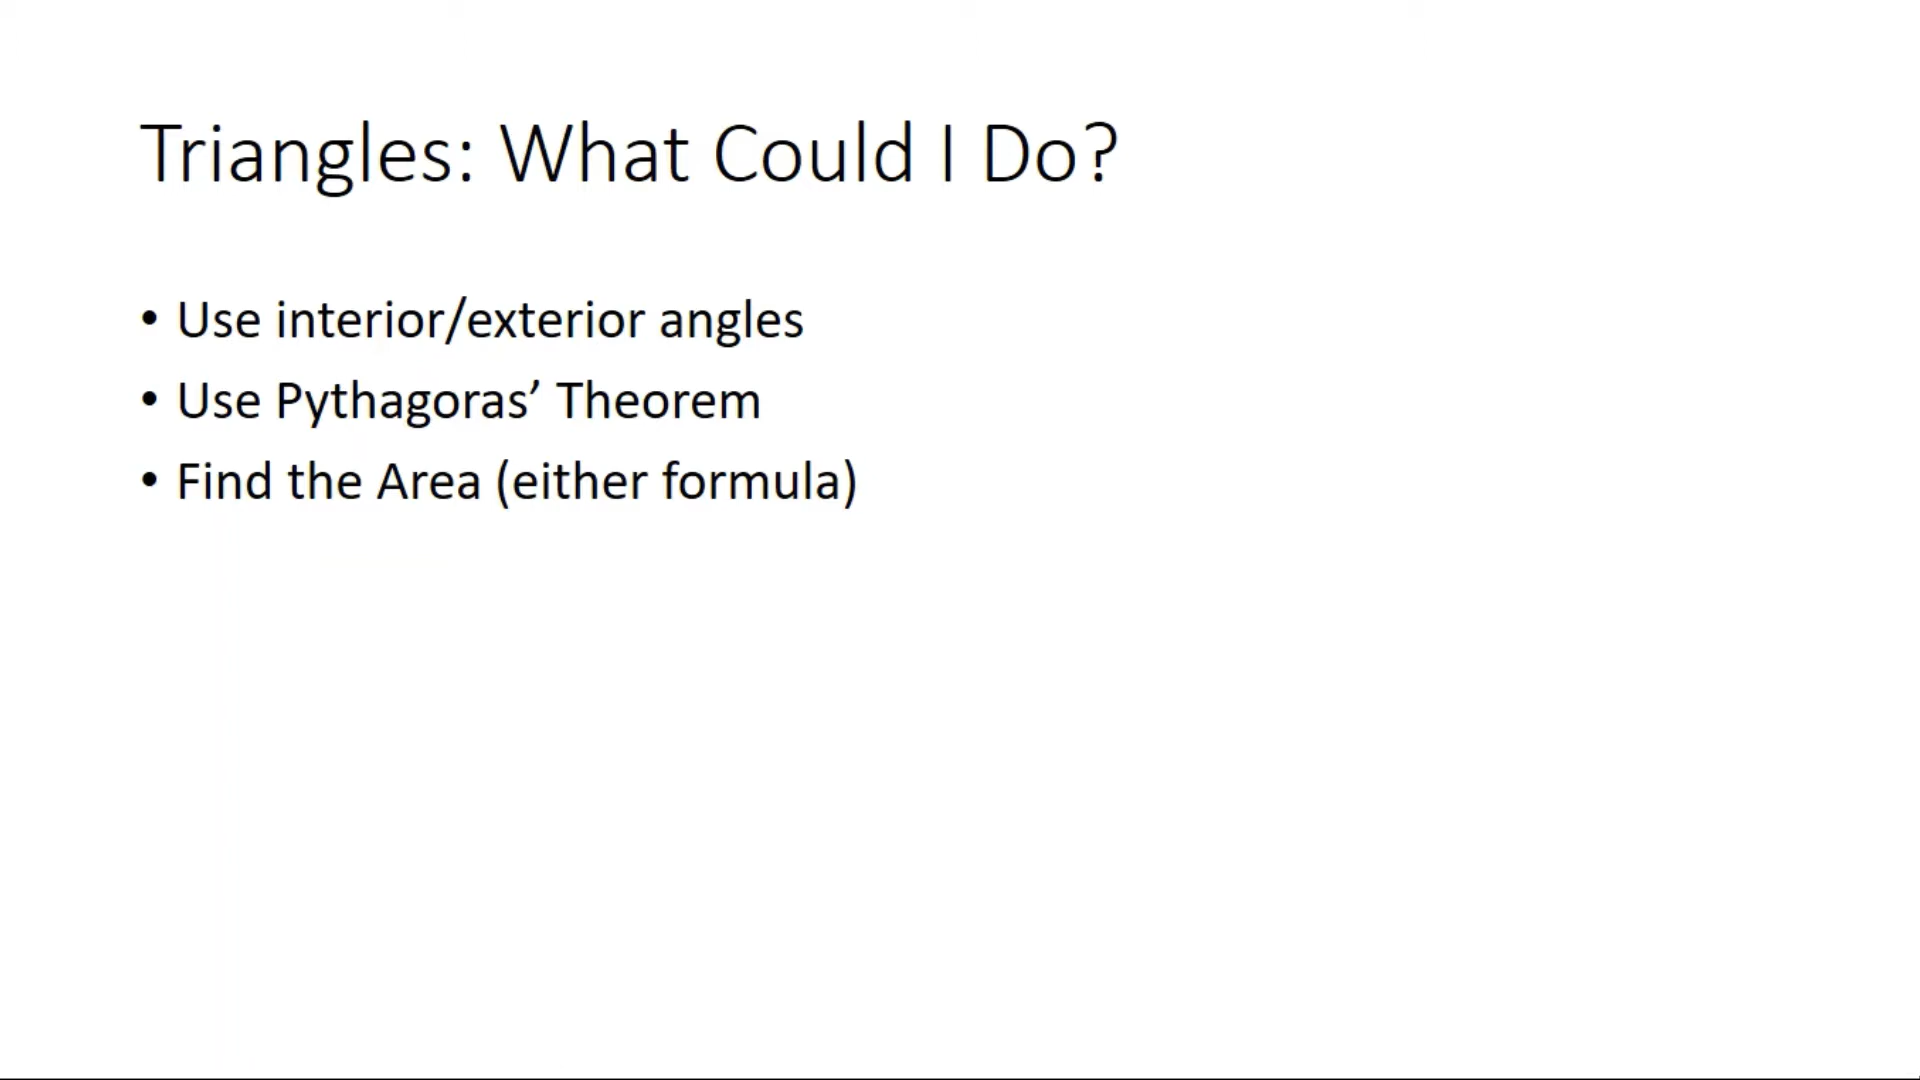 Triangles: What Could I Do?
• Use interior/exterior angles
• Use Pythagoras’ Theorem
• Find the Area (either formula)